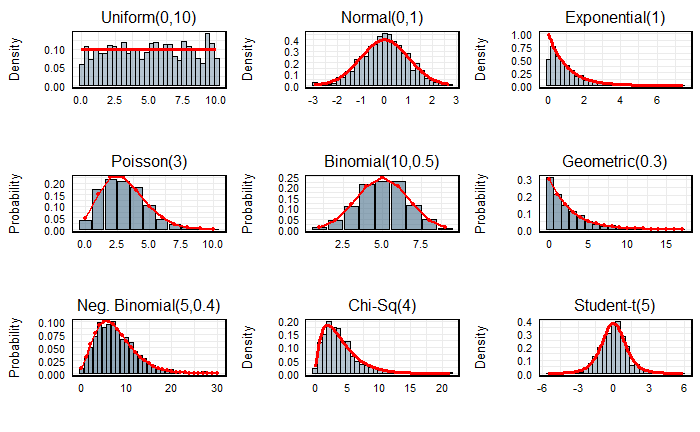 Uniform(0,10) Normal(0,1) Exponential(1)
Density
0.10
0.05
0.00
0.0 2.5 5.0 7.5 10.0
Density
0.4
0.3
0.2
0.1
0.0
-3 -2 -1 0 1 2 3
Density
1.00
0.75
0.50
0.25
0.00
0 2 4 6
Poisson(3) Binomial(10,0.5) Geometric(0.3)
Probability
0.20
0.15
0.10
0.05
0.00
0.0 2.5 5.0 7.5 10.0
Probability
0.25
0.20
0.15
0.10
0.05
0.00
2.5 5.0 7.5
Probability
0.3
0.2
0.1
0.0
0 5 10 15
Neg. Binomial(5,0.4) Chi-Sq(4) Student-t(5)
Probability
0.100
0.075
0.050
0.025
0.000
0 10 20 30
Density
0.20
0.15
0.10
0.05
0.00
0 5 10 15 20
Density
0.4
0.3
0.2
0.1
0.0
-6 -3 0 3 6